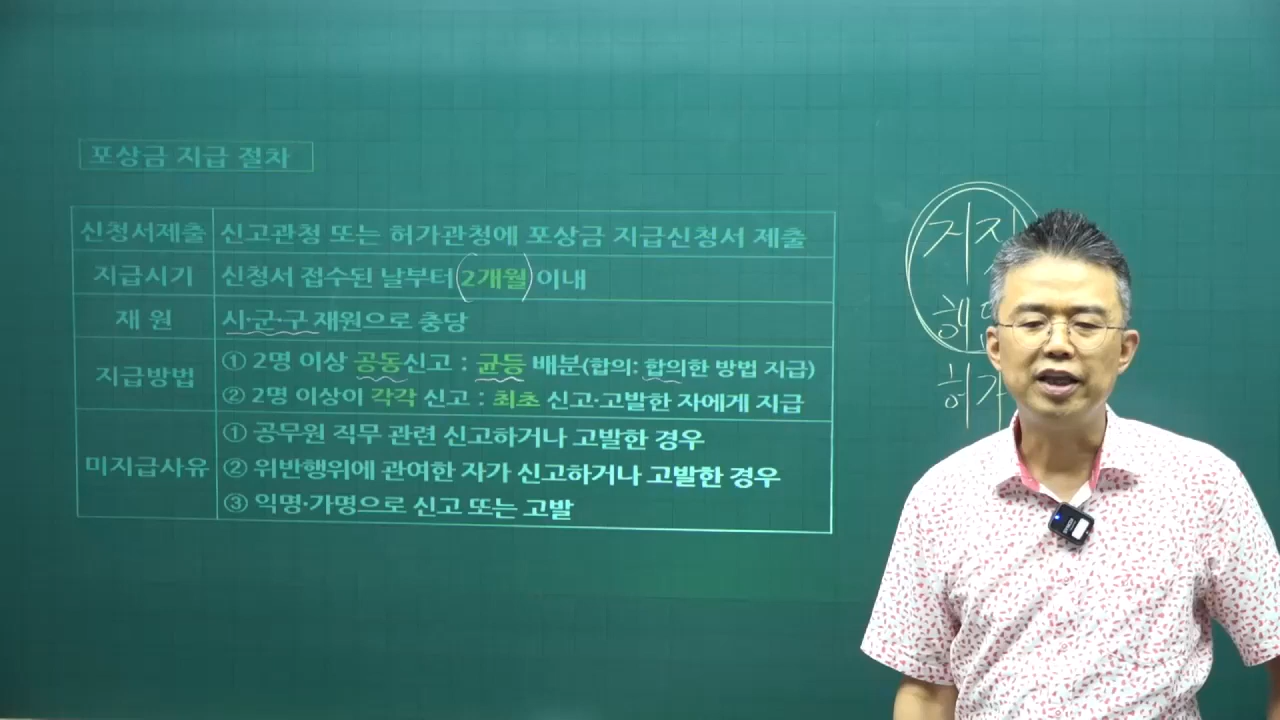 포상금 지급 절차
신청서제출 신고관청 또는 허가관청에 포상금 지급신청서 제출
지급시기 신청서 접수된 날부터 (2개월) 이내
재 원 시·군·구 재원으로 충당
지급방법 ① 2명 이상 공동신고 : 균등 배분(합의: 합의한 방법 지급)
② 2명 이상이 각각 신고 : 최초 신고·고발한 자에게 지급
미지급사유 ① 공무원 직무 관련 신고하거나 고발한 경우
② 위반행위에 관여한 자가 신고하거나 고발한 경우
③ 익명·가명으로 신고 또는 고발